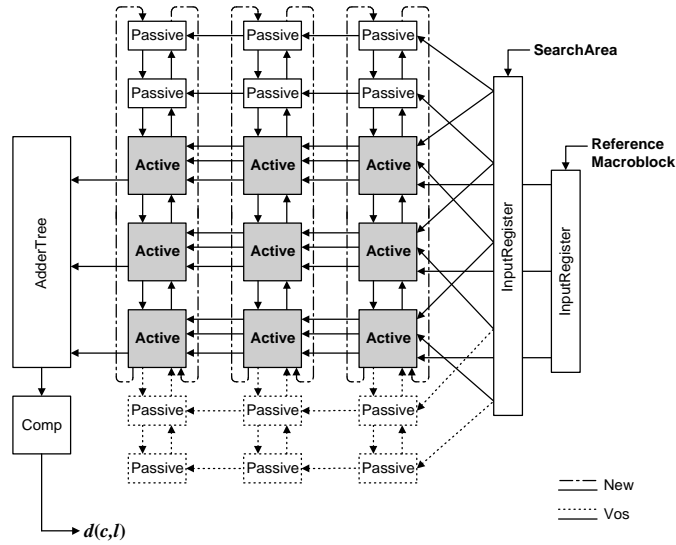 Passive Passive Passive
SearchArea
Passive Passive Passive
Reference
Macroblock
Active Active Active
AdderTree
Active Active Active
InputRegister
InputRegister
Active Active Active
Passive Passive Passive
Comp
Passive Passive Passive
New
Vos
d(c,l)